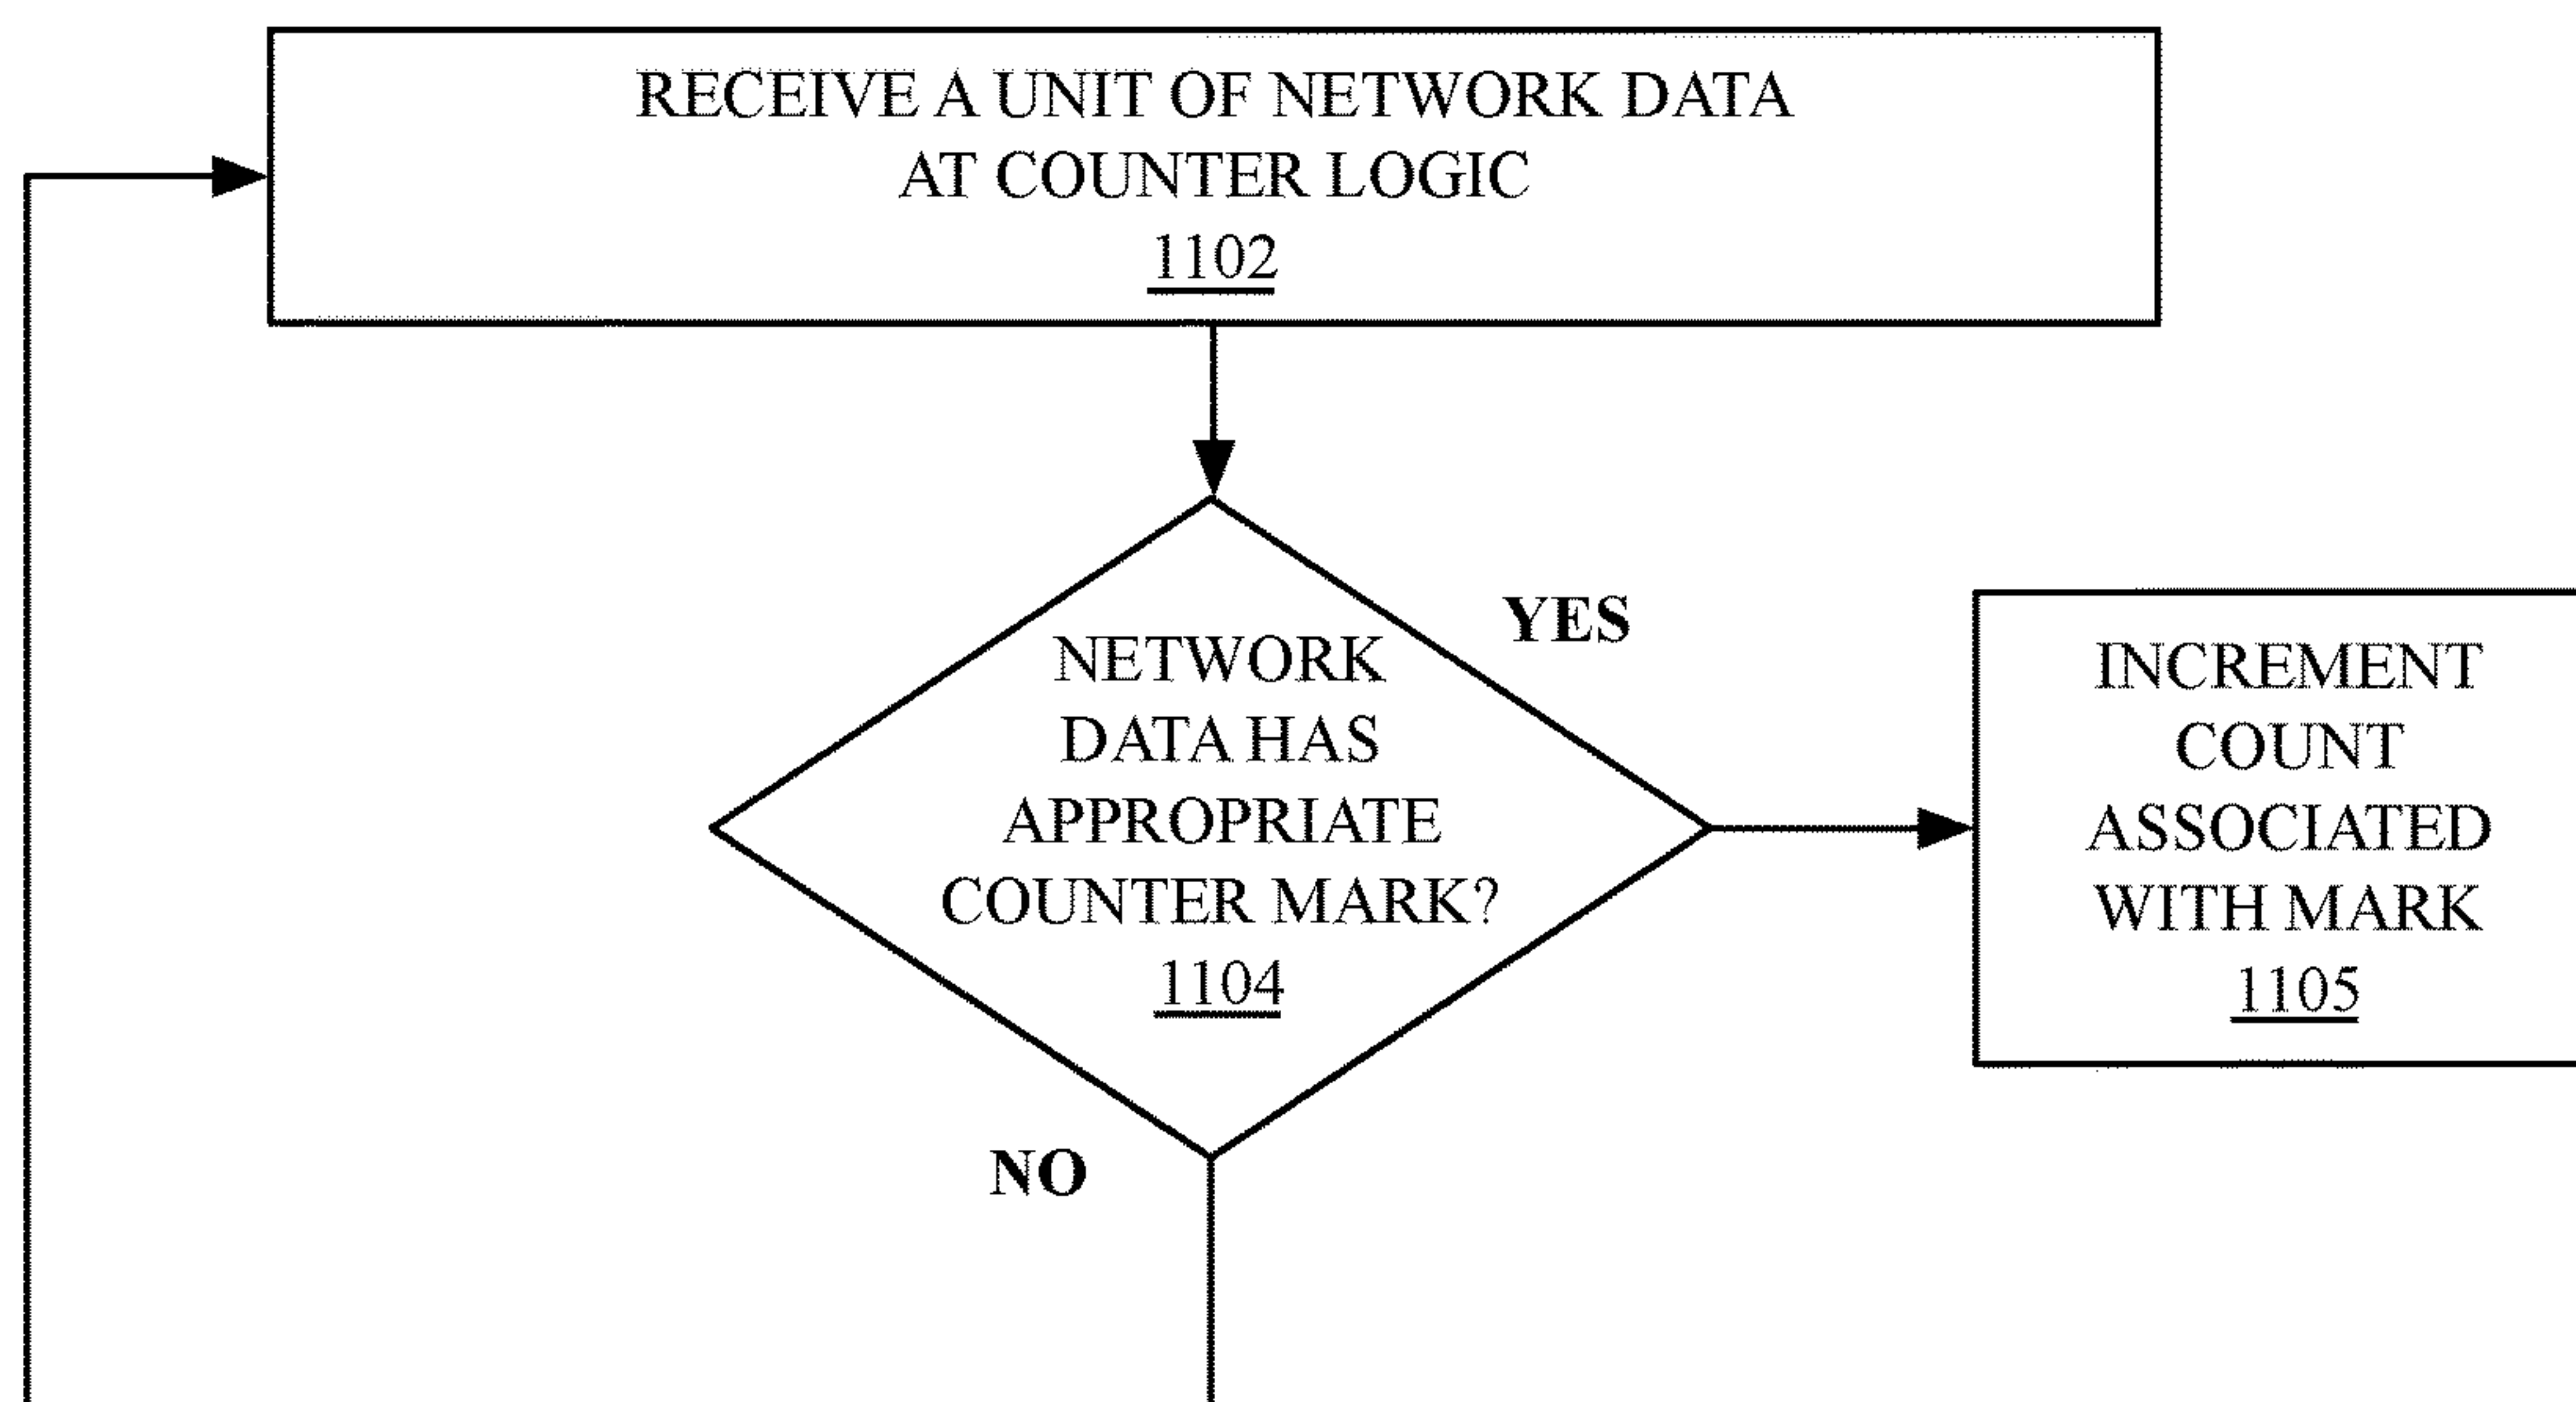 RECEIVE A UNIT OF NETWORK DATA
AT COUNTER LOGIC
1102
NETWORK
DATA HAS
APPROPRIATE
COUNTER MARK?
1104
YES
INCREMENT
COUNT
ASSOCIATED
WITH MARK
1105
NO